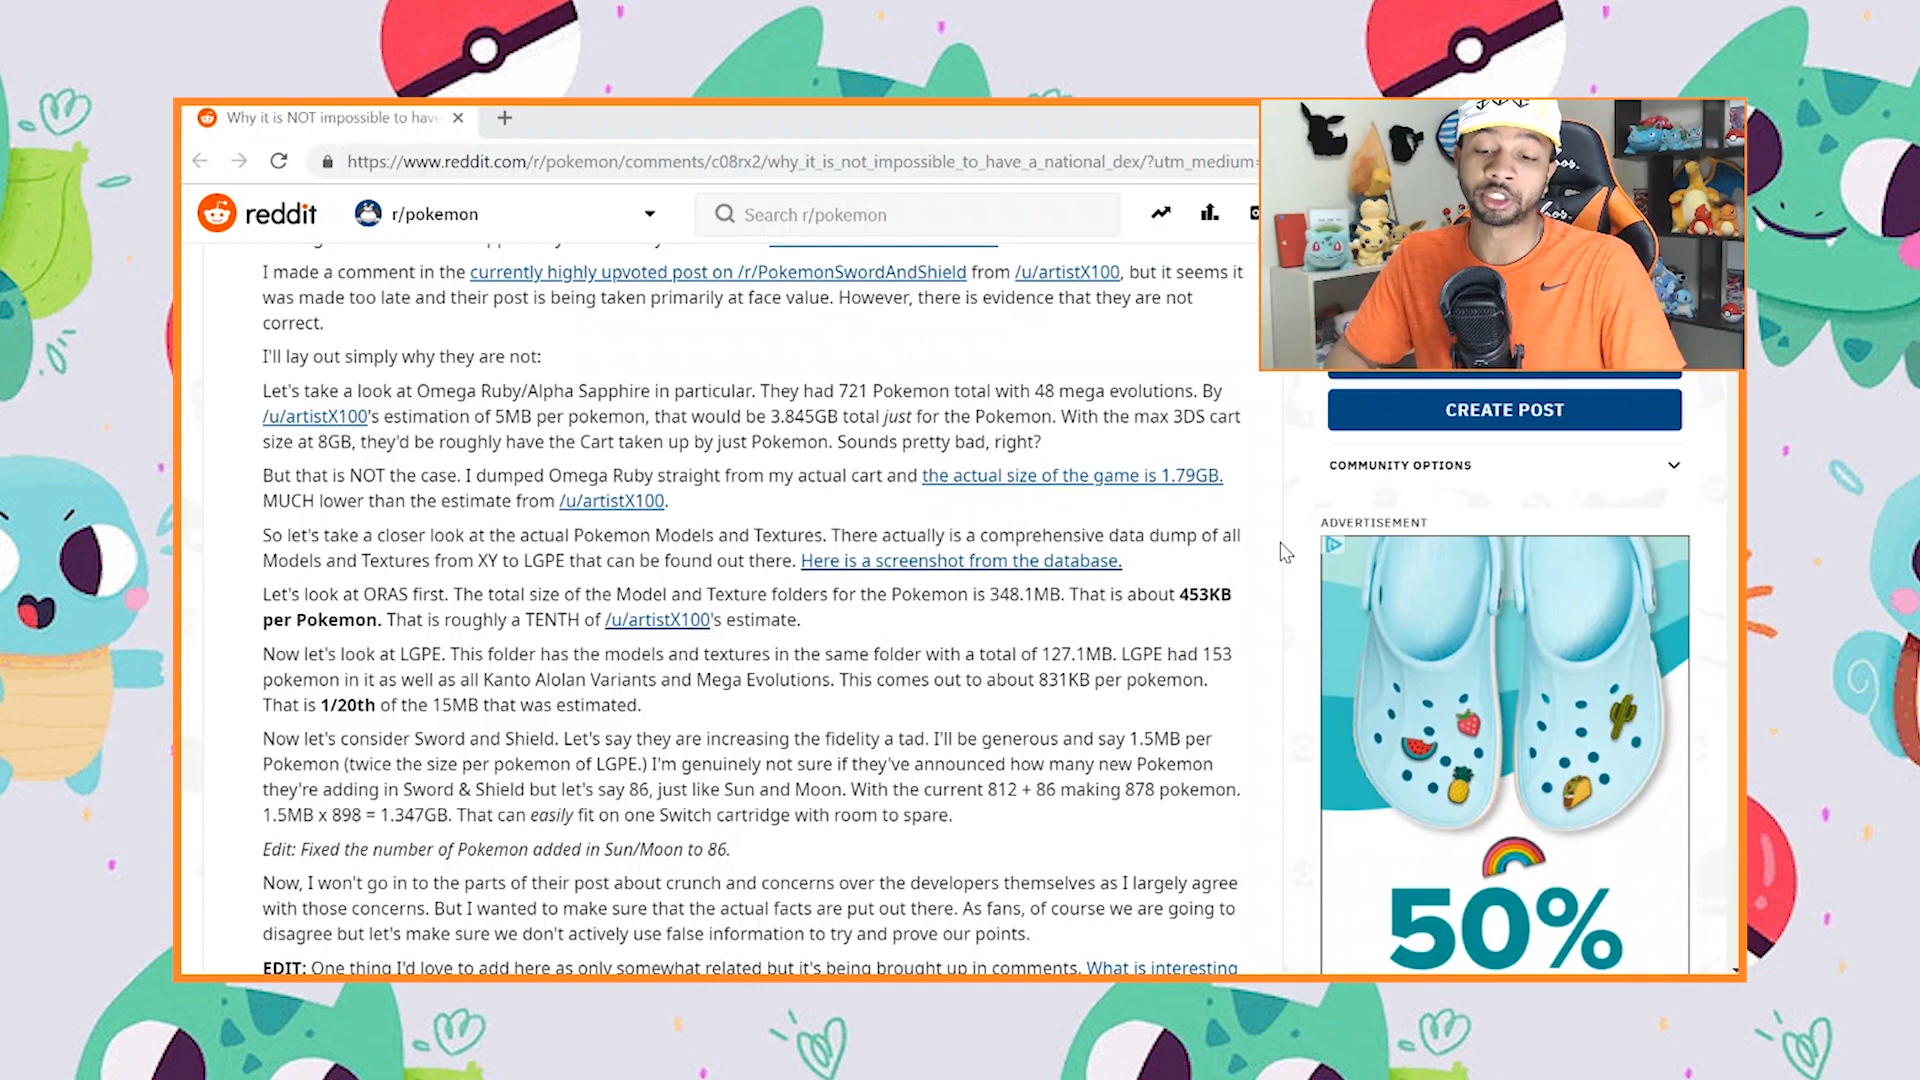 Why it is NOT impossible to have
https://www.reddit.com/r/pokemon/comments/c08rx2/why_it_is_not_impossible_to_have_a_national_dex/?utm_medium=
reddit
r/pokemon
Search r/pokemon
I made a comment in the currently highly upvoted post on /r/PokemonSwordAndShield from /u/artistX100, but it seems it
was made too late and their post is being taken primarily at face value. However, there is evidence that they are not
correct.
I'll lay out simply why they are not:
Let's take a look at Omega Ruby/Alpha Sapphire in particular. They had 721 Pokemon total with 48 mega evolutions. By
/u/artistX100's estimation of 5MB per pokemon, that would be 3.845GB total just for the Pokemon. With the max 3DS cart
size at 8GB, they'd be roughly have the Cart taken up by just Pokemon. Sounds pretty bad, right?
But that is NOT the case. I dumped Omega Ruby straight from my actual cart and the actual size of the game is 1.79GB.
MUCH lower than the estimate from /u/artistX100.
So let's take a closer look at the actual Pokemon Models and Textures. There actually is a comprehensive data dump of all
Models and Textures from XY to LGPE that can be found out there. Here is a screenshot from the database.
Let's look at ORAS first. The total size of the Model and Texture folders for the Pokemon is 348.1MB. That is about 453KB
per Pokemon. That is roughly a TENTH of /u/artistX100's estimate.
Now let's look at LGPE. This folder has the models and textures in the same folder with a total of 127.1MB. LGPE had 153
pokemon in it as well as all Kanto Alolan Variants and Mega Evolutions. This comes out to about 831KB per pokemon.
That is 1/20th of the 15MB that was estimated.
Now let's consider Sword and Shield. Let's say they are increasing the fidelity a tad. I'll be generous and say 1.5MB per
Pokemon (twice the size per pokemon of LGPE.) I'm genuinely not sure if they've announced how many new Pokemon
they're adding in Sword & Shield but let's say 86, just like Sun and Moon. With the current 812 + 86 making 878 pokemon.
1.5MB x 898 = 1.347GB. That can easily fit on one Switch cartridge with room to spare.
Edit: Fixed the number of Pokemon added in Sun/Moon to 86.
Now, I won't go in to the parts of their post about crunch and concerns over the developers themselves as I largely agree
with those concerns. But I wanted to make sure that the actual facts are put out there. As fans, of course we are going to
disagree but let's make sure we don't actively use false information to try and prove our points.
EDIT: One thing I'd love to add here as only somewhat related but it's being brought up in comments. What is interesting
CREATE POST
COMMUNITY OPTIONS
ADVERTISEMENT
50%